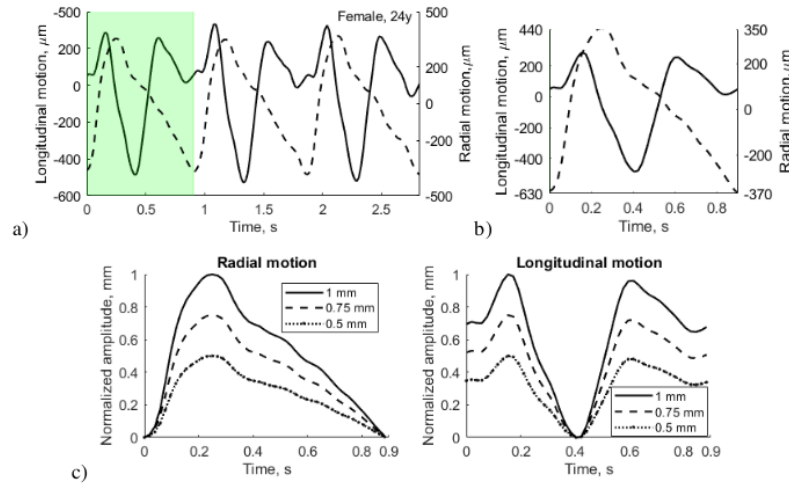 Female, 24y
Longitudinal motion, μm
500
400
200
0
-200
-400
-600
0
0.5
1
1.5
2
2.5
Time, s
500
400
200
0
-200
-500
Radial motion, μm
a)
Longitudinal motion, μm
440
200
0
-200
-400
-630
0
0.2
0.4
0.6
0.8
Time, s
350
200
0
-200
-370
Radial motion, μm
b)
Radial motion
Normalized amplitude, mm
1
0.8
0.6
0.4
0.2
0
0
0.2
0.4
0.6
0.8
0.9
Time, s
1 mm
0.75 mm
0.5 mm
Longitudinal motion
Normalized amplitude, mm
1
0.8
0.6
0.4
0.2
0
0
0.2
0.4
0.6
0.8
0.9
Time, s
1 mm
0.75 mm
0.5 mm
c)